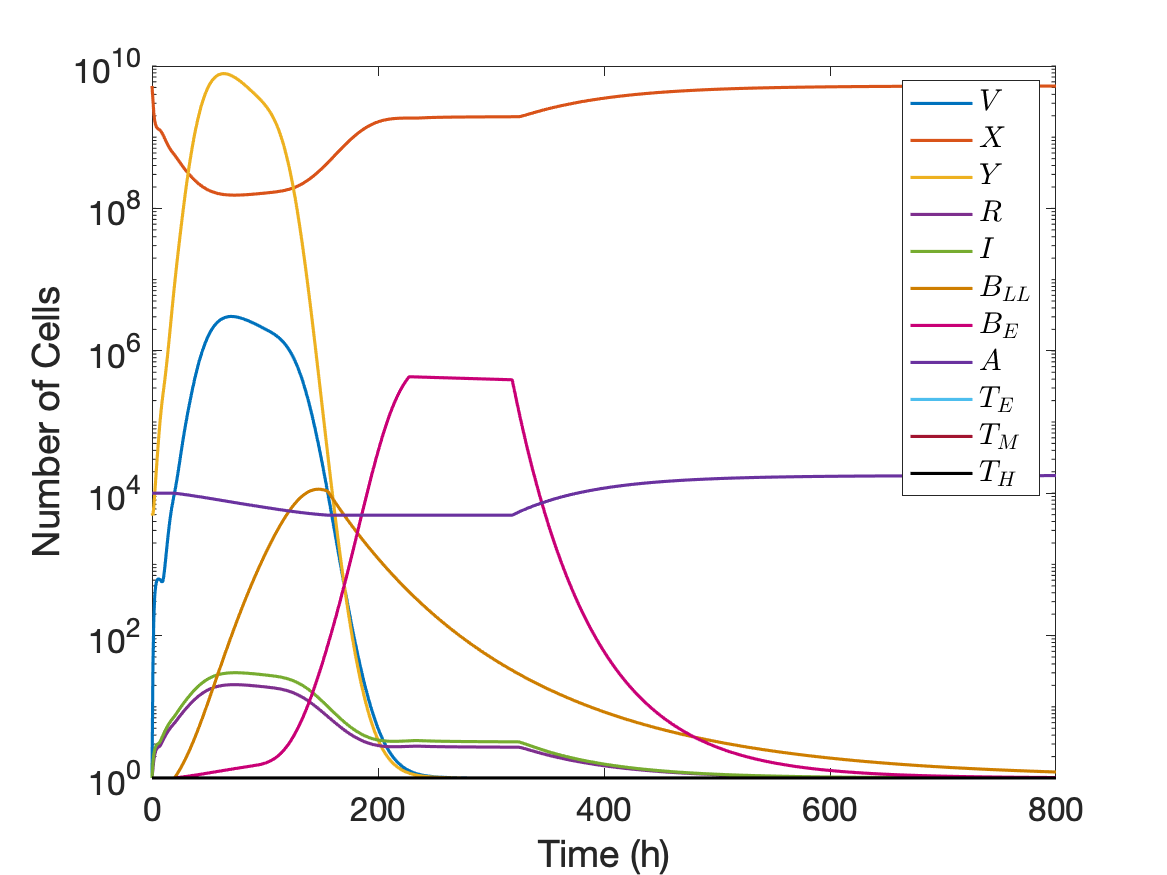 10^10
10^8
10^6
10^4
10^2
10^0
Number of Cells
0
200
400
600
800
Time (h)
V
X
Y
R
I
B_LL
B_E
A
T_E
T_M
T_H